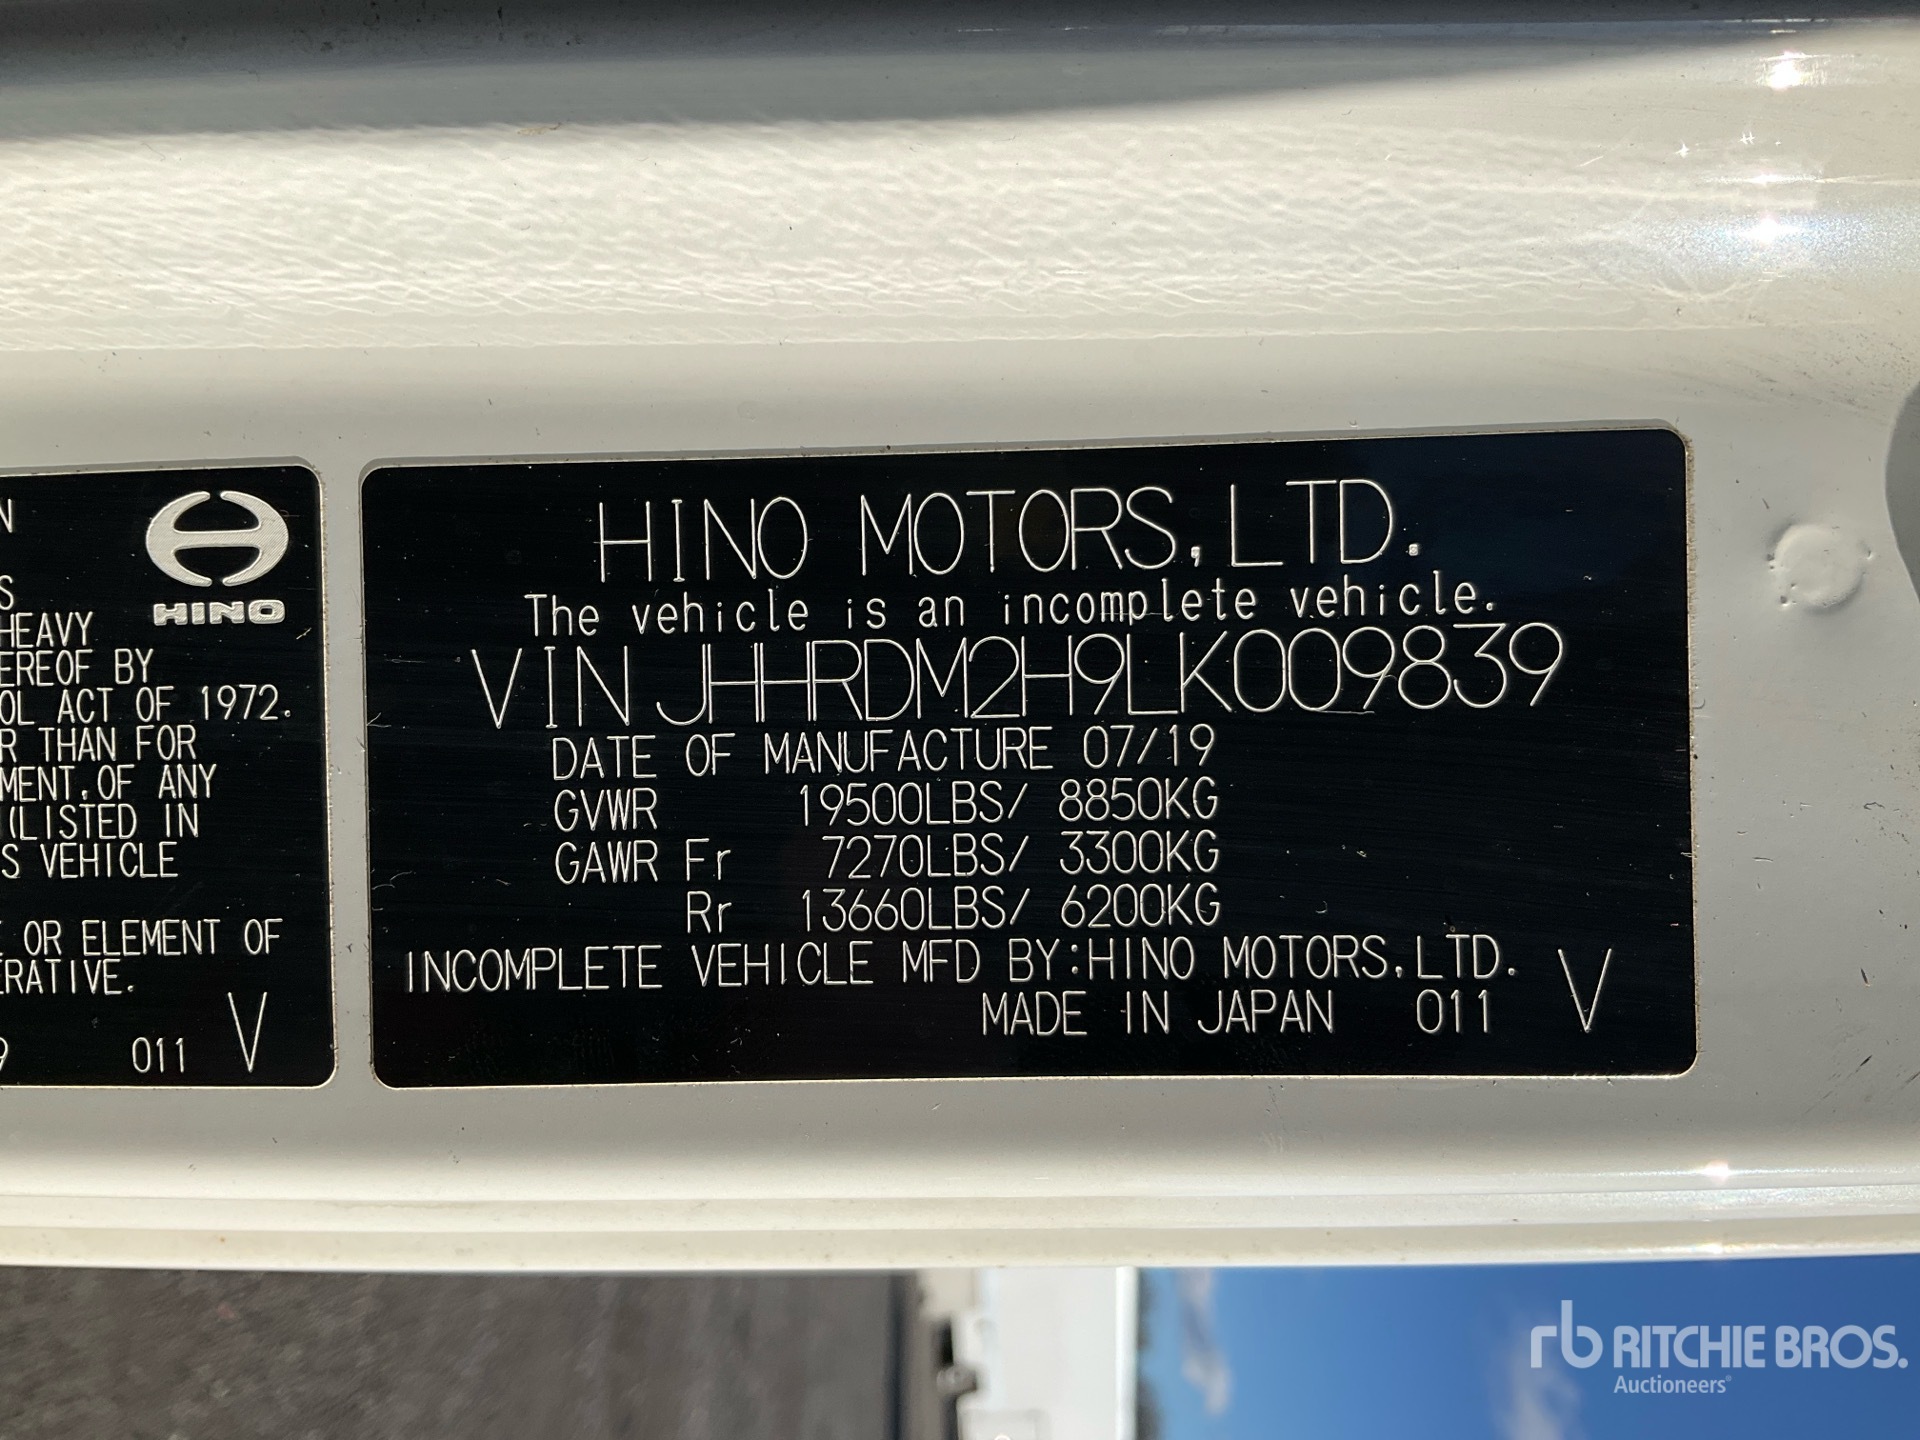 N
S
HEAVY
EREOF BY
OL ACT OF 1972.
R THAN FOR
MENT.OF ANY
(LISTED IN
S VEHICLE
OR ELEMENT OF
ERATIVE.
9 011 V
HINO
HINO MOTORS,LTD.
The vehicle is an incomplete vehicle.
VIN JHHRDM2H9LK009839
DATE OF MANUFACTURE 07/19
GVWR 19500LBS/ 8850KG
GAWR Fr 7270LBS/ 3300KG
Rr 13660LBS/ 6200KG
INCOMPLETE VEHICLE MFD BY:HINO MOTORS,LTD.
MADE IN JAPAN 011 V
rb RITCHIE BROS.
Auctioneers